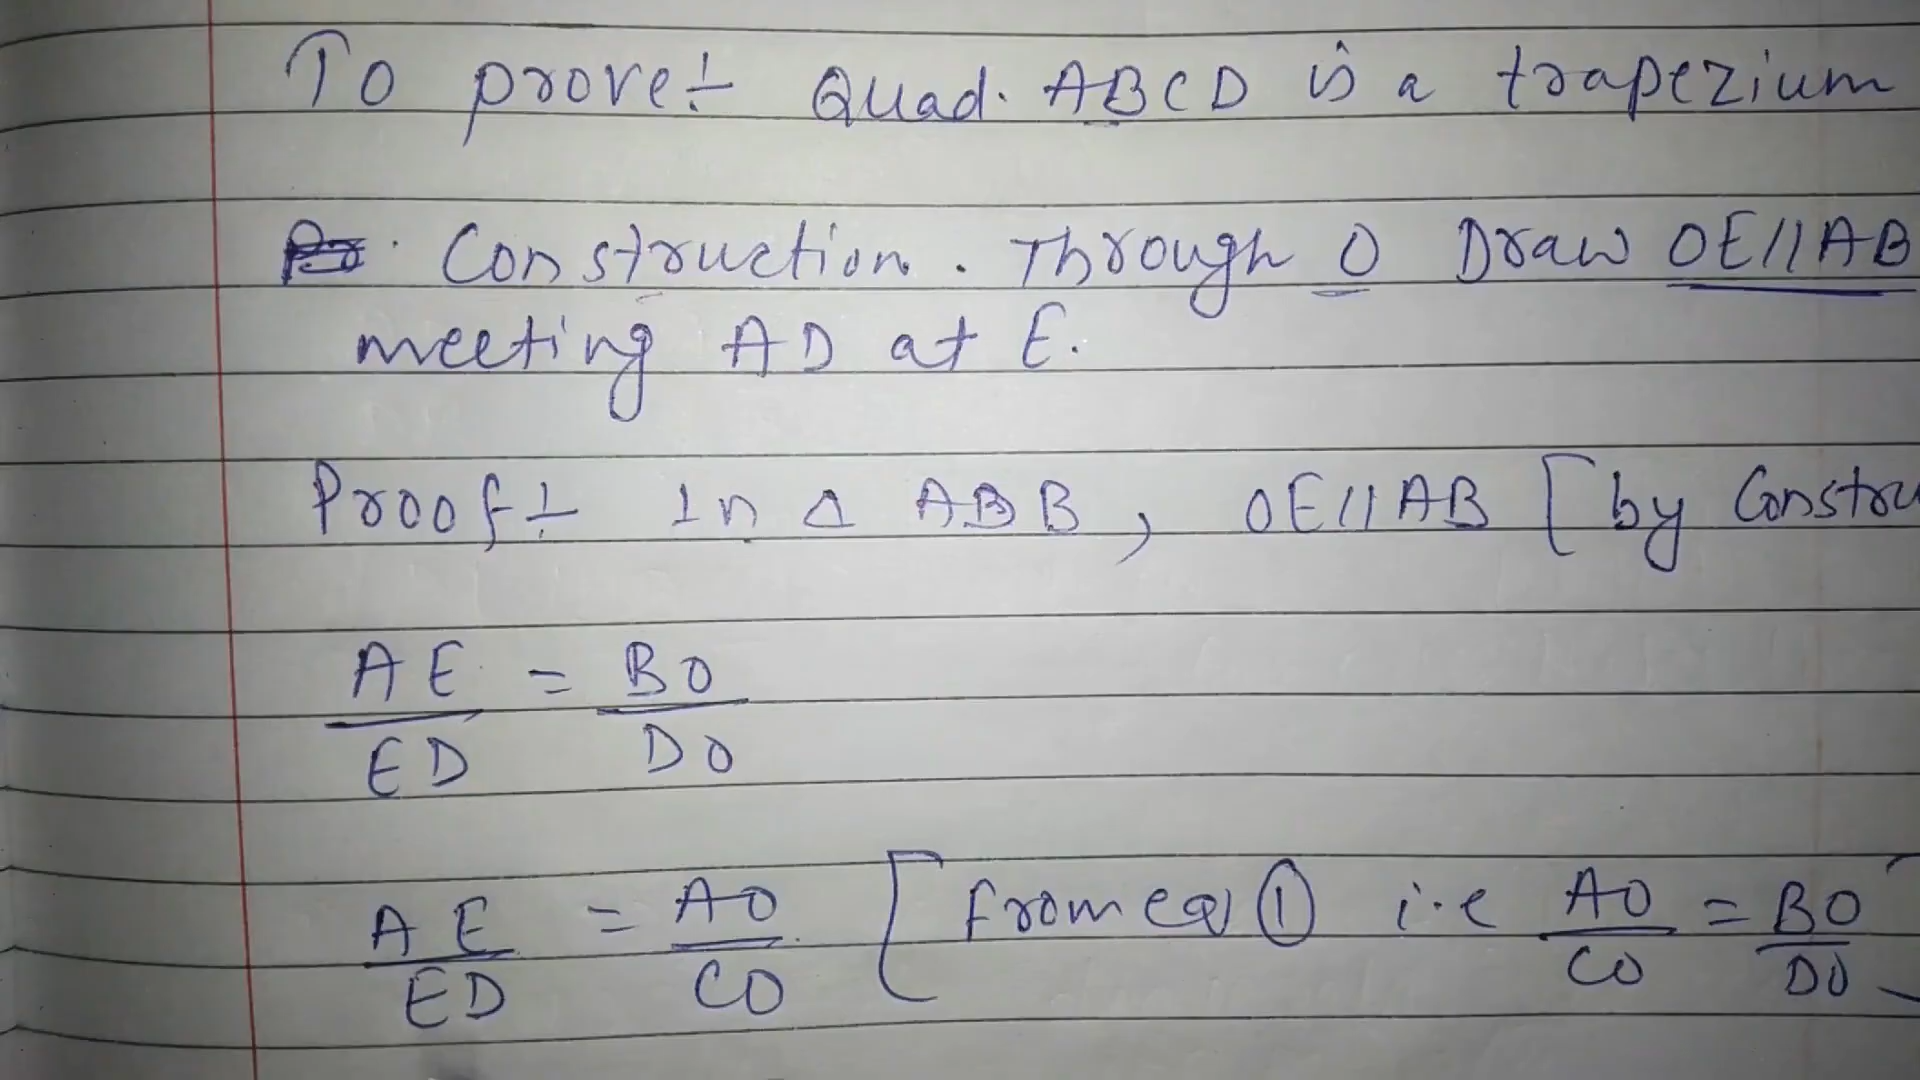 To prove:- Quad. ABCD is a trapezium
Construction. Through O Draw OE||AB
meeting AD at E.
Proof:- In △ ADB, OE||AB [by Constru
AE/ED = BO/DO
AE/ED = AO/CO [from eq ① i.e AO/CO = BO/DO]